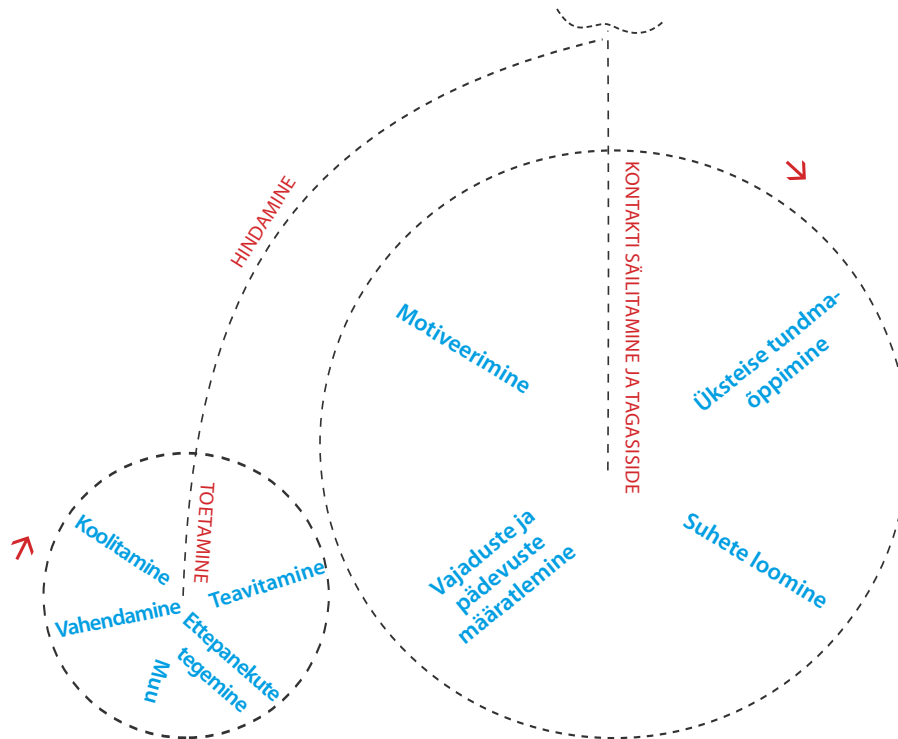 HINDAMINE
KONTAKTI SÄILITAMINE JA TAGASISIDE
Üksteise tundma-
õppimine
Suhete loomine
Vajaduste ja
pädevuste
määratlemine
Motiveerimine
TOETAMINE
Teavitamine
Ettepanekute
tegemine
Muu
Vahendamine
Koolitamine